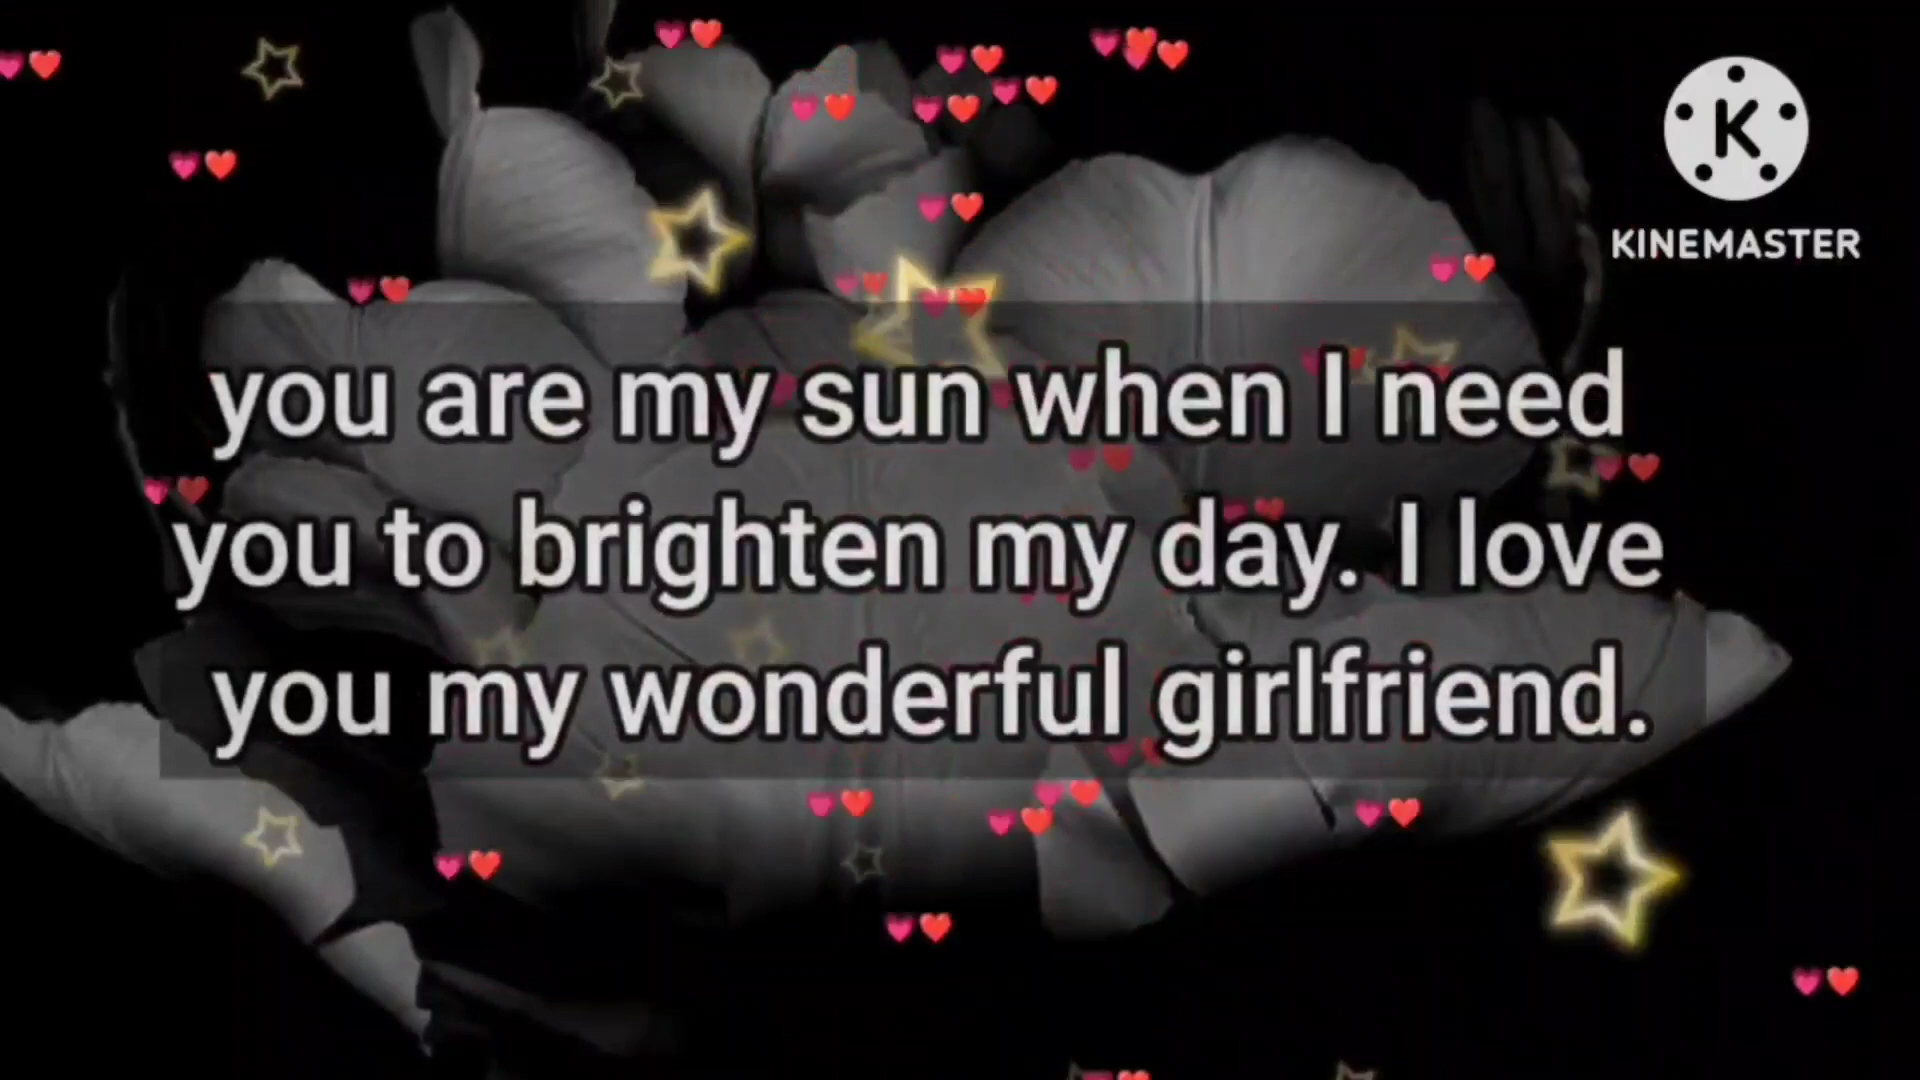 K
KINEMASTER
you are my sun when I need
you to brighten my day. I love
you my wonderful girlfriend.